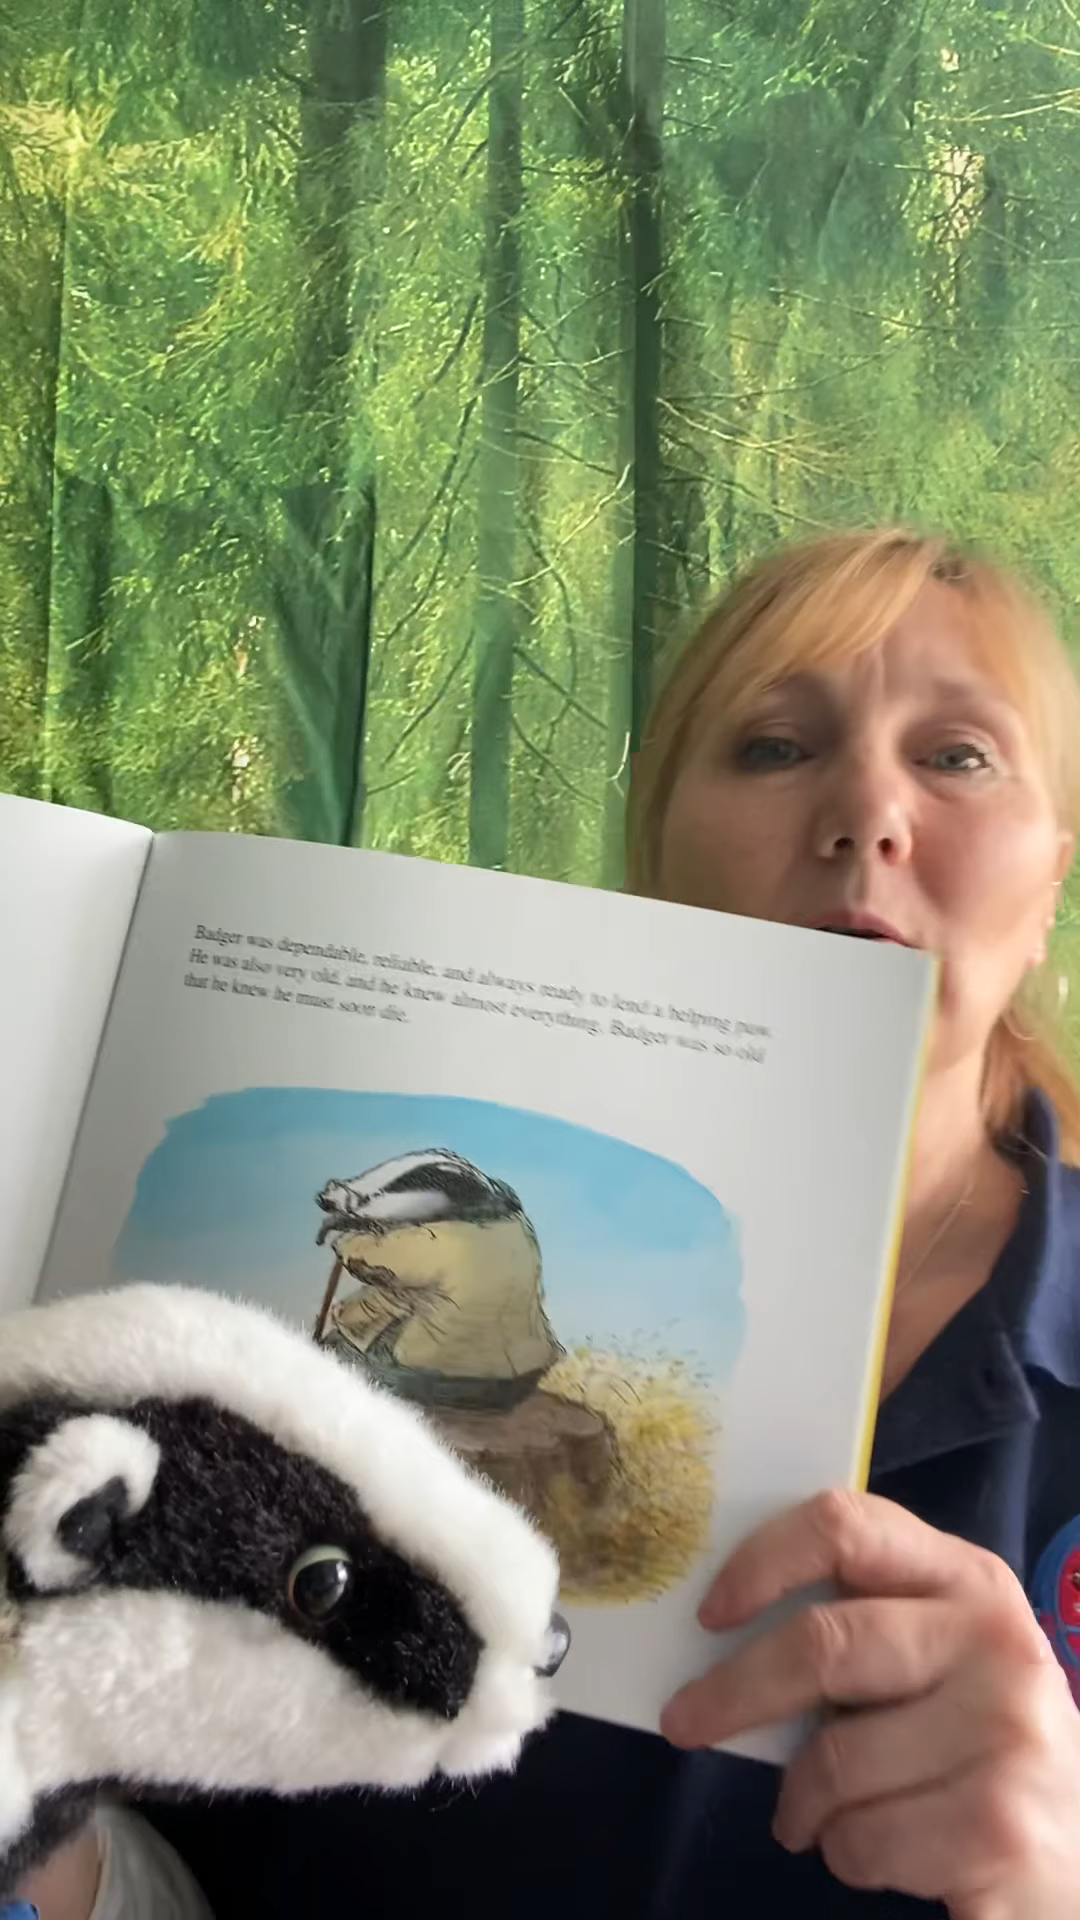 Badger was dependable, reliable, and always ready to lend a helping paw.
He was also very old, and he knew almost everything. Badger was so old
that he knew he must soon die.